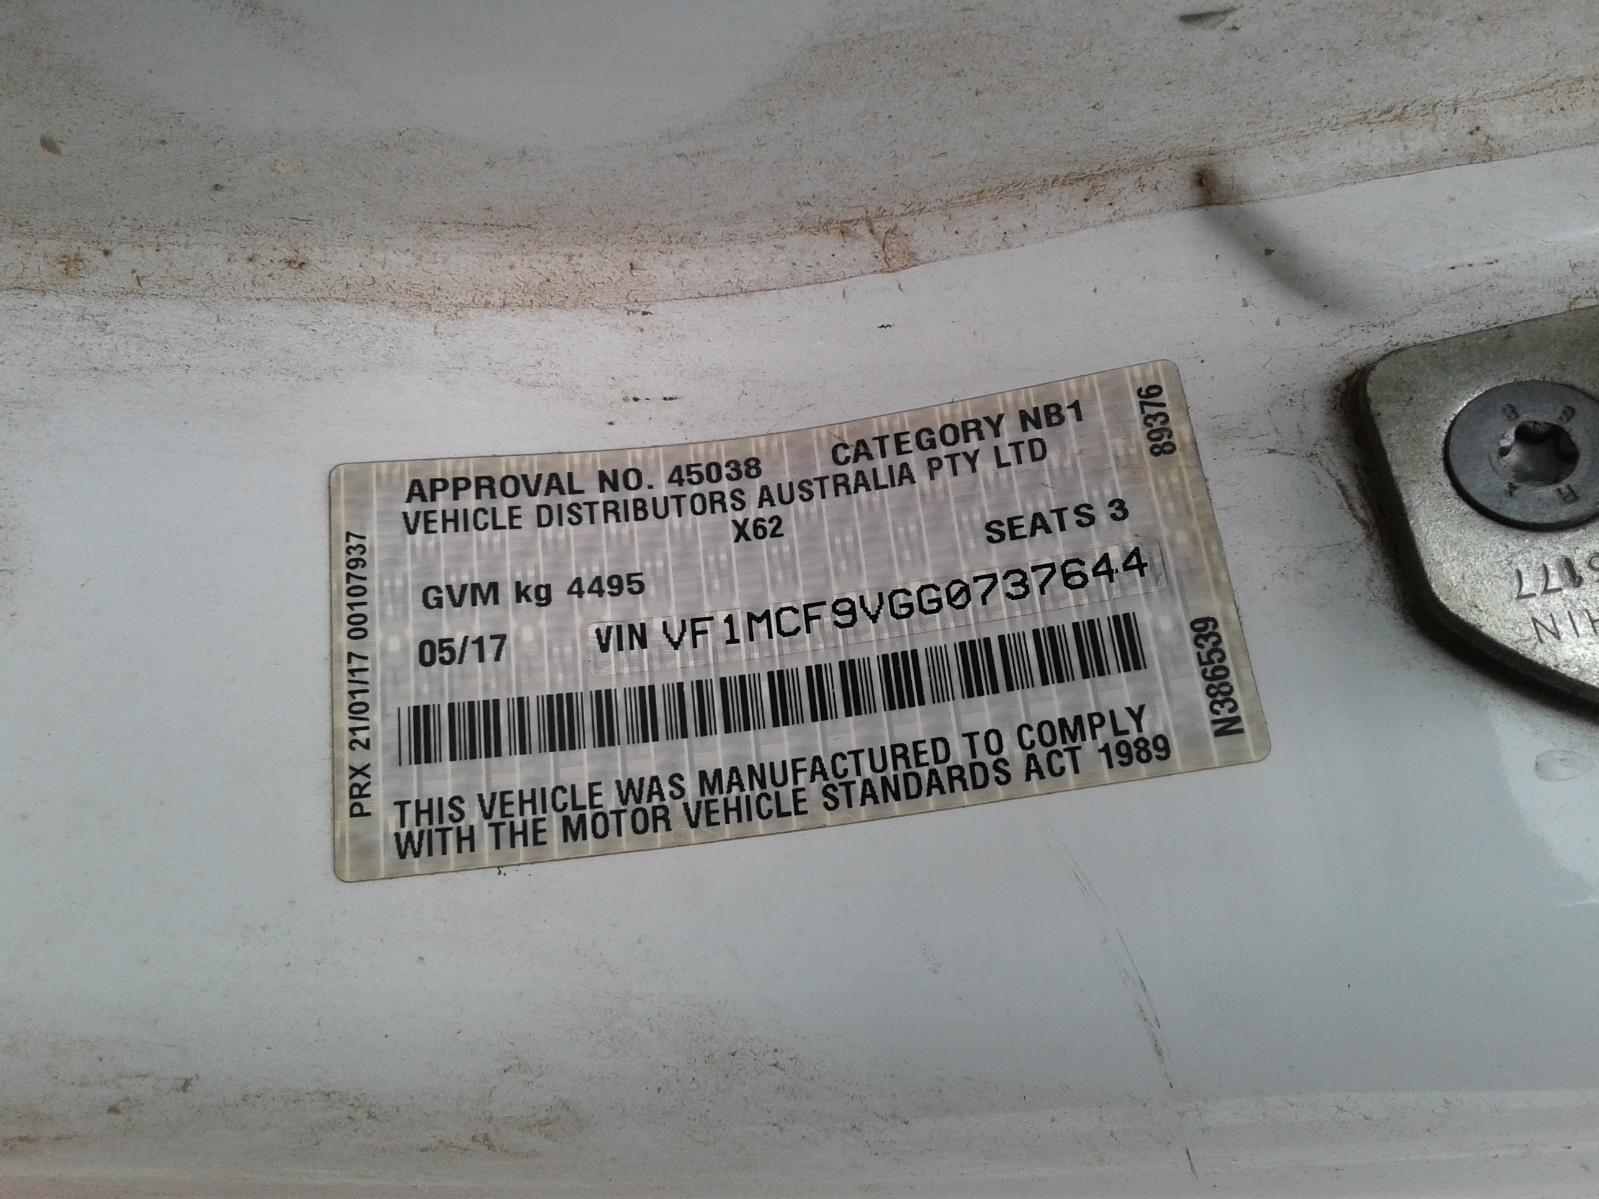 APPROVAL NO. 45038 CATEGORY NB1
VEHICLE DISTRIBUTORS AUSTRALIA PTY LTD
X62 SEATS 3
GVM kg 4495
05/17 VIN VF1MCF9VGG0737644
THIS VEHICLE WAS MANUFACTURED TO COMPLY
WITH THE MOTOR VEHICLE STANDARDS ACT 1989
PRX 21/01/17 00107937
89376
N386539